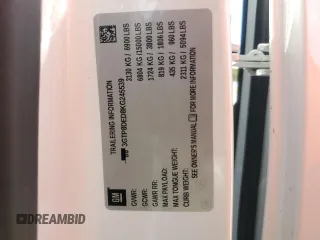 TRAILERING INFORMATION
3GTP8DED8KG245539
GM
GVWR: 3130 KG / 6900 LBS
GCWR: 6804 KG /15000 LBS
GAWR RR: 1724 KG / 3800 LBS
MAX PAYLOAD: 819 KG / 1806 LBS
MAX TONGUE WEIGHT: 435 KG / 960 LBS
CURB WEIGHT: 2311 KG / 5094 LBS
SEE OWNER'S MANUAL FOR MORE INFORMATION
DREAMBID